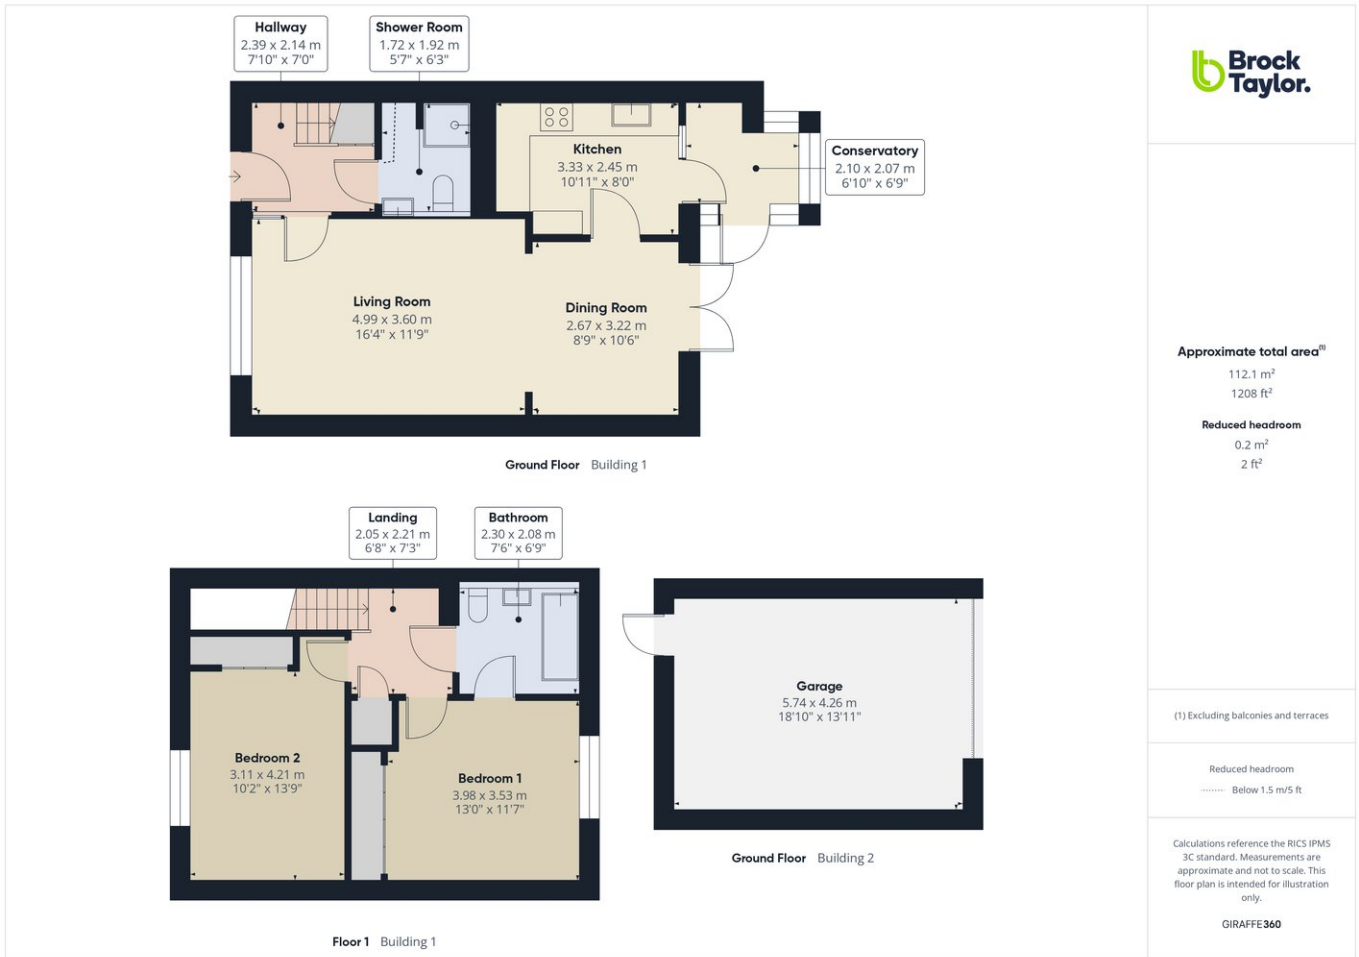 Hallway
2.39 x 2.14 m
7'10" x 7'0"
Shower Room
1.72 x 1.92 m
5'7" x 6'3"
Kitchen
3.33 x 2.45 m
10'11" x 8'0"
Conservatory
2.10 x 2.07 m
6'10" x 6'9"
Living Room
4.99 x 3.60 m
16'4" x 11'9"
Dining Room
2.67 x 3.22 m
8'9" x 10'6"
Ground Floor Building 1
Landing
2.05 x 2.21 m
6'8" x 7'3"
Bathroom
2.30 x 2.08 m
7'6" x 6'9"
Bedroom 2
3.11 x 4.21 m
10'2" x 13'9"
Bedroom 1
3.98 x 3.53 m
13'0" x 11'7"
Floor 1 Building 1
Garage
5.74 x 4.26 m
18'10" x 13'11"
Ground Floor Building 2
Brock
Taylor.
Approximate total area(1)
112.1 m²
1208 ft²
Reduced headroom
0.2 m²
2 ft²
(1) Excluding balconies and terraces
Reduced headroom
Below 1.5 m/5 ft
Calculations reference the RICS IPMS
3C standard. Measurements are
approximate and not to scale. This
floor plan is intended for illustration
only.
GIRAFFE360